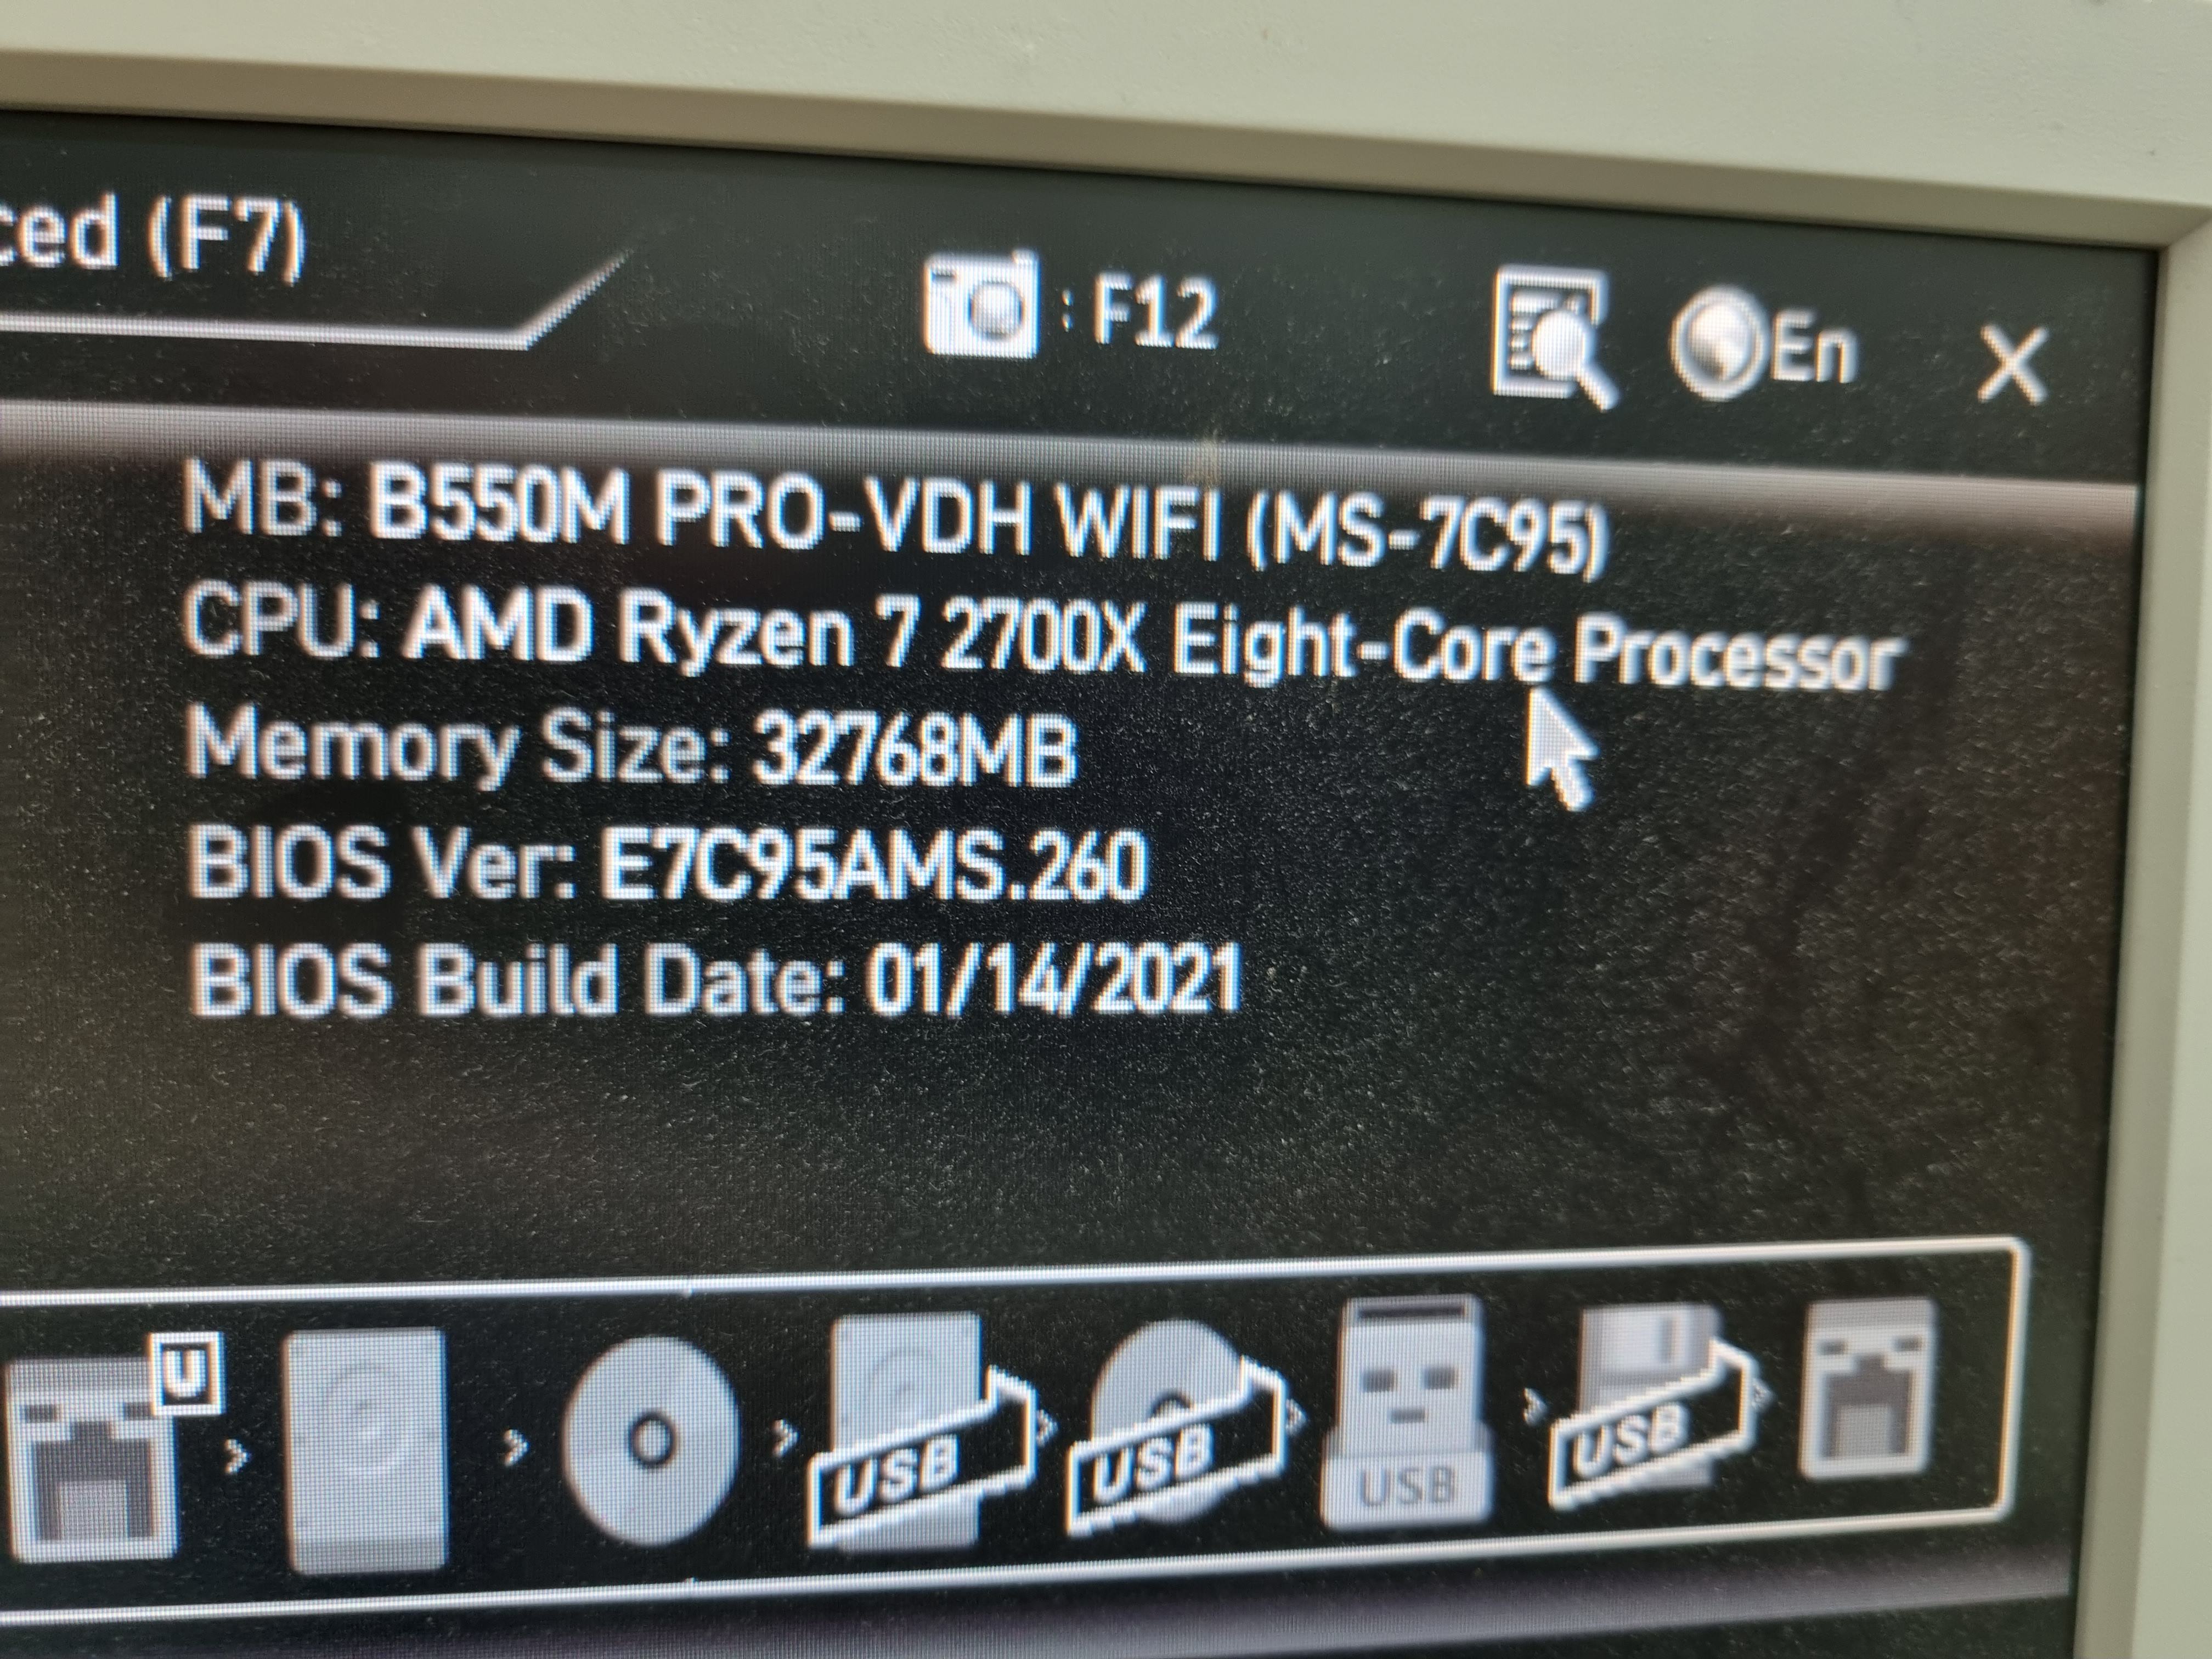 ced (F7)
: F12
En
X
MB: B550M PRO-VDH WIFI (MS-7C95)
CPU: AMD Ryzen 7 2700X Eight-Core Processor
Memory Size: 32768MB
BIOS Ver: E7C95AMS.260
BIOS Build Date: 01/14/2021
U
USB
USB
USB
USB